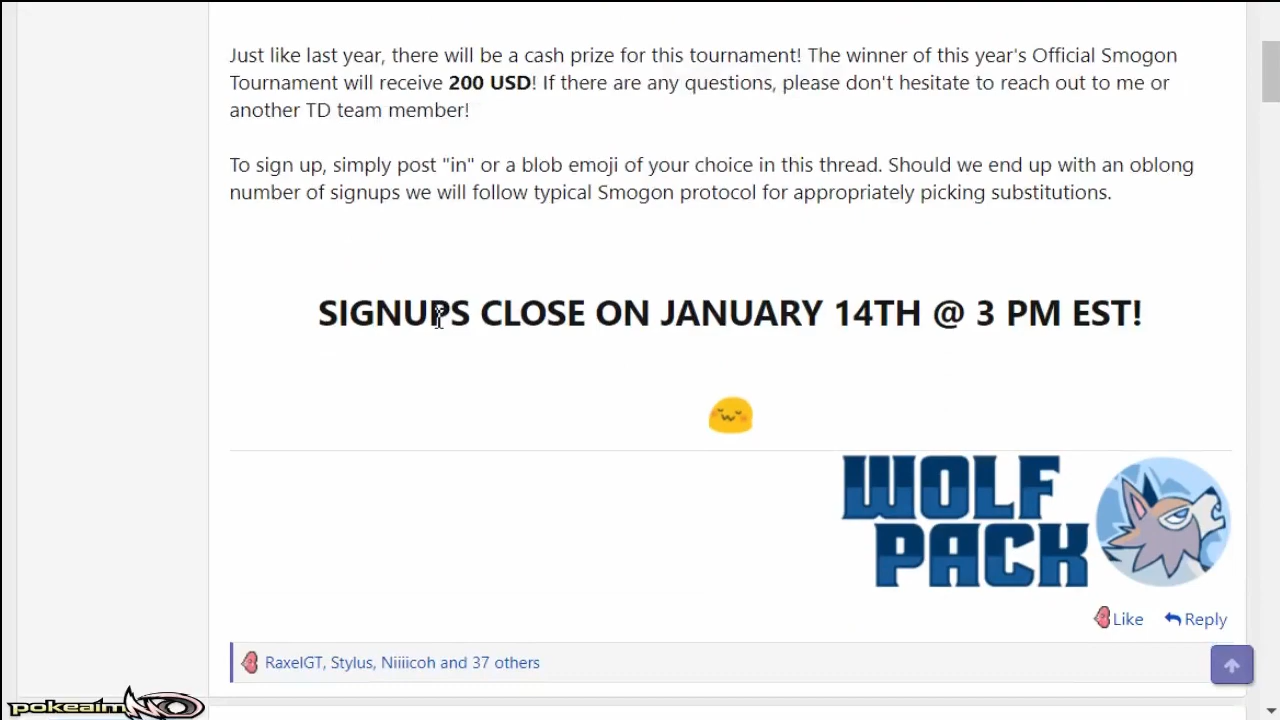 Just like last year, there will be a cash prize for this tournament! The winner of this year's Official Smogon
Tournament will receive 200 USD! If there are any questions, please don't hesitate to reach out to me or
another TD team member!
To sign up, simply post "in" or a blob emoji of your choice in this thread. Should we end up with an oblong
number of signups we will follow typical Smogon protocol for appropriately picking substitutions.
SIGNUPS CLOSE ON JANUARY 14TH @ 3 PM EST!
WOLF
PACK
Like Reply
RaxelGT, Stylus, Niiiicoh and 37 others
pokeaimMD